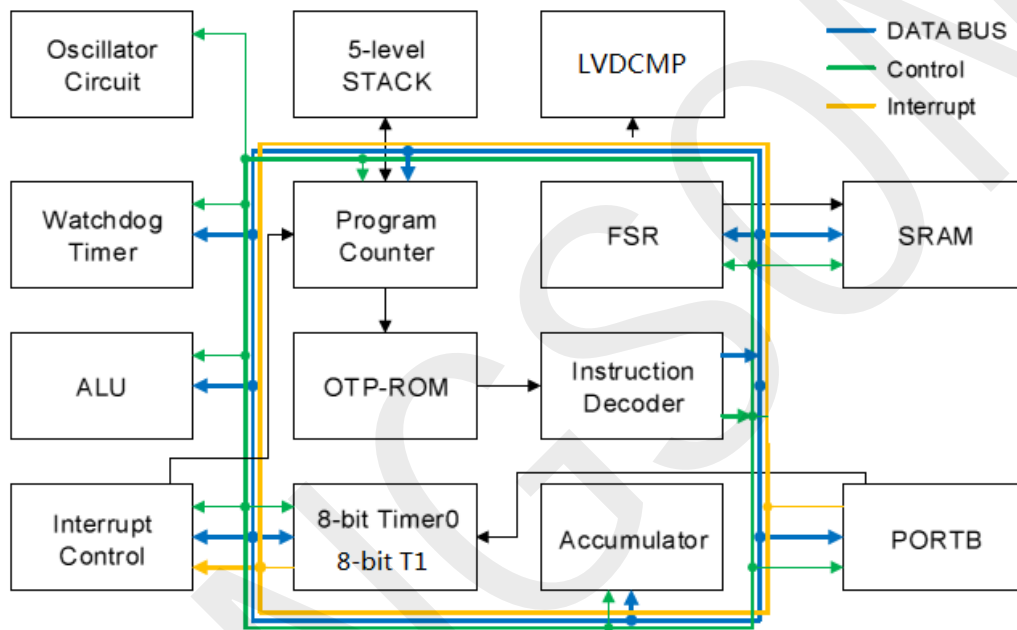 Oscillator
Circuit
5-level
STACK
LVDCMP
DATA BUS
Control
Interrupt
Watchdog
Timer
Program
Counter
FSR
SRAM
ALU
OTP-ROM
Instruction
Decoder
Interrupt
Control
8-bit Timer0
8-bit T1
Accumulator
PORTB